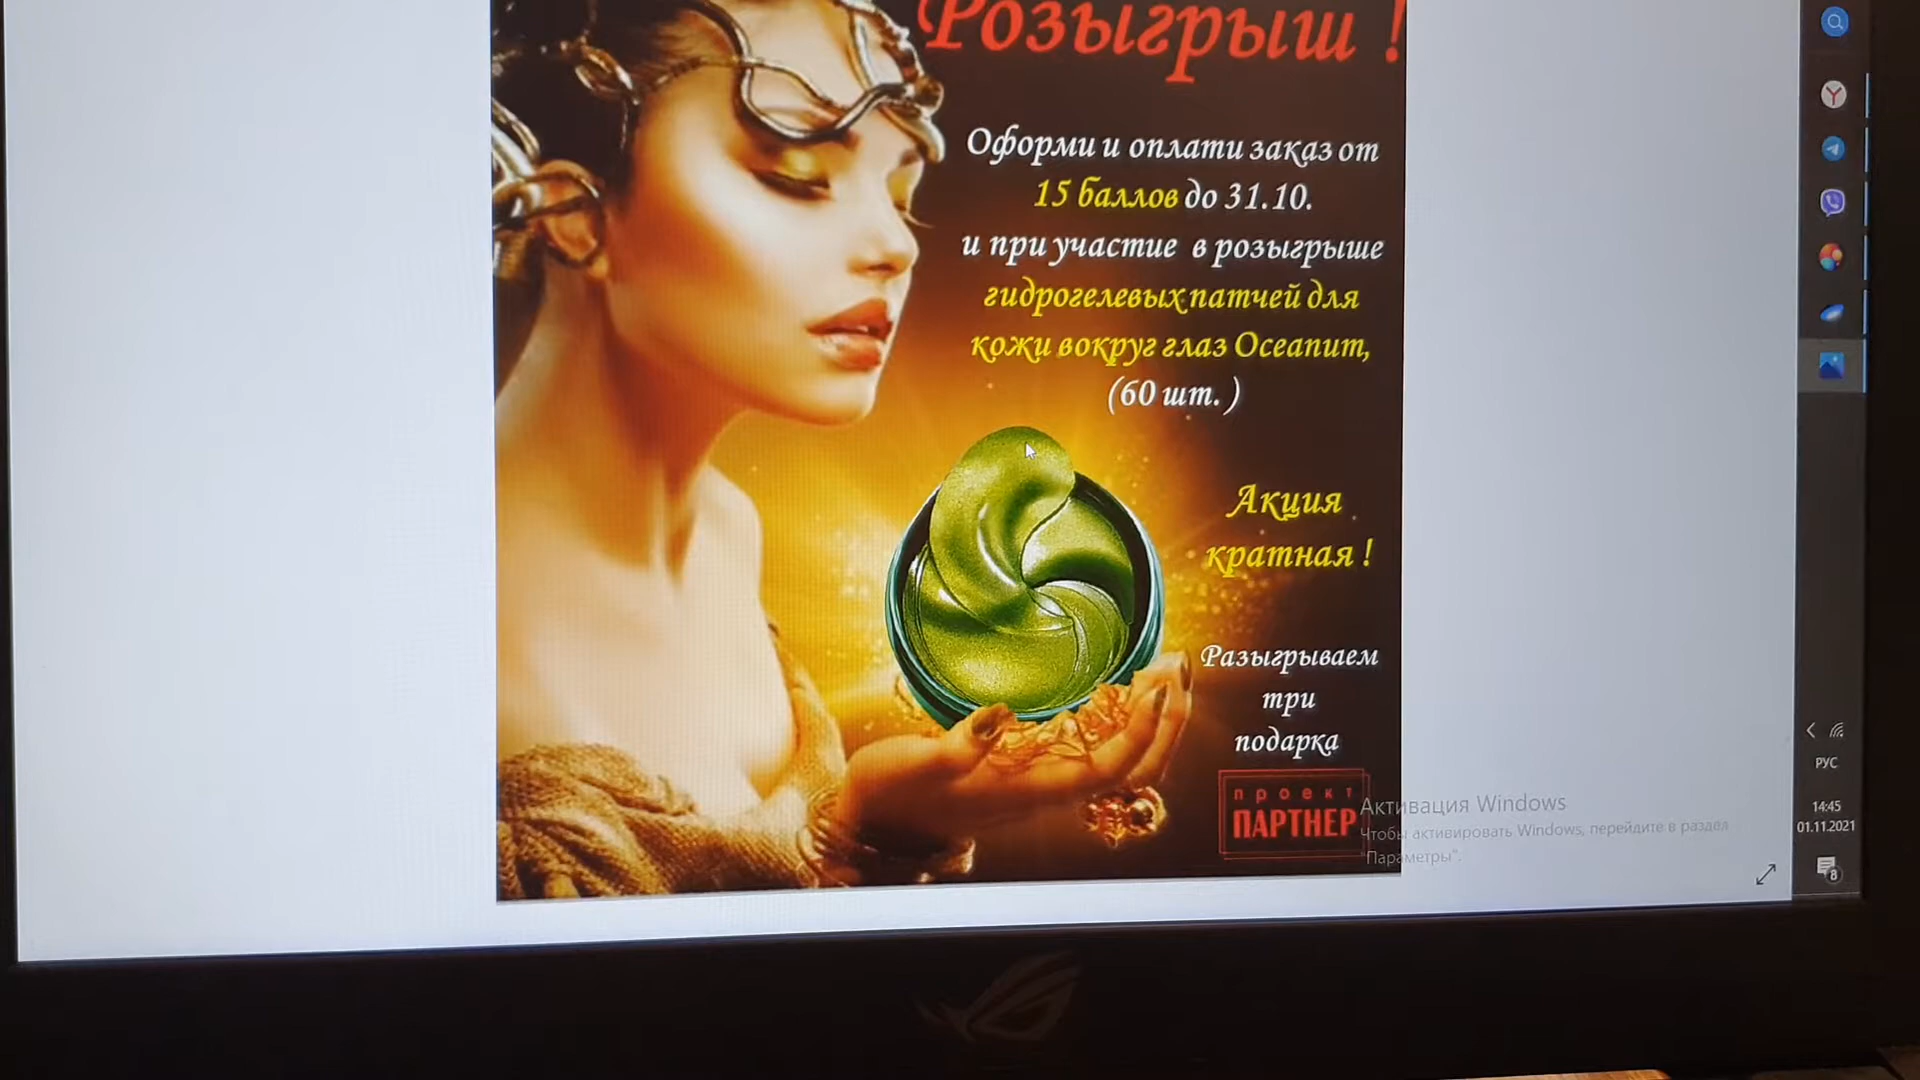 Розыгрыш !
Оформи и оплати заказ от
15 баллов до 31.10.
и при участие в розыгрыше
гидрогелевых патчей для
кожи вокруг глаз Oceanum,
(60 шт. )
Акция
кратная !
Разыгрываем
три
подарка
проект
ПАРТНЕР
Активация Windows
Чтобы активировать Windows, перейдите в раздел
"Параметры".
РУС
14:45
01.11.2021
8